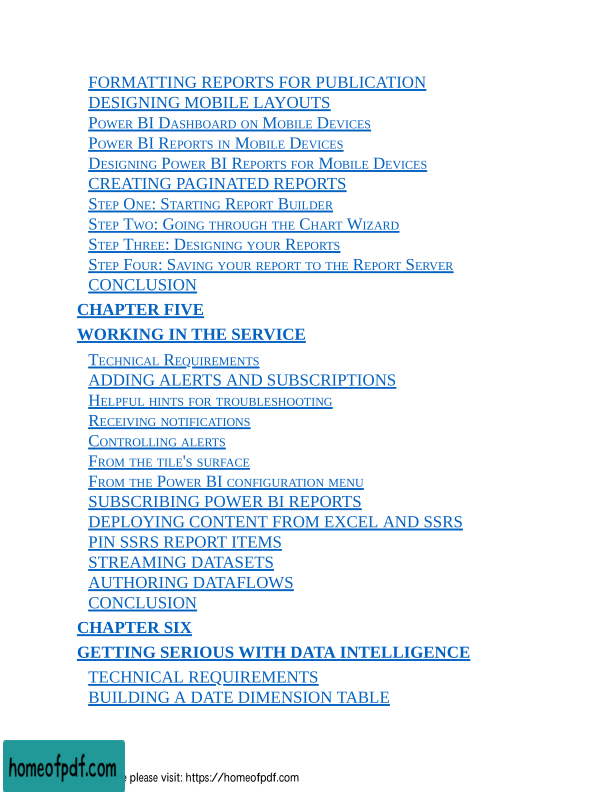 FORMATTING REPORTS FOR PUBLICATION
DESIGNING MOBILE LAYOUTS
Power BI Dashboard on Mobile Devices
Power BI Reports in Mobile Devices
Designing Power BI Reports for Mobile Devices
CREATING PAGINATED REPORTS
Step One: Starting Report Builder
Step Two: Going through the Chart Wizard
Step Three: Designing your Reports
Step Four: Saving your report to the Report Server
CONCLUSION
CHAPTER FIVE
WORKING IN THE SERVICE
Technical Requirements
ADDING ALERTS AND SUBSCRIPTIONS
Helpful hints for troubleshooting
Receiving notifications
Controlling alerts
From the tile's surface
From the Power BI configuration menu
SUBSCRIBING POWER BI REPORTS
DEPLOYING CONTENT FROM EXCEL AND SSRS
PIN SSRS REPORT ITEMS
STREAMING DATASETS
AUTHORING DATAFLOWS
CONCLUSION
CHAPTER SIX
GETTING SERIOUS WITH DATA INTELLIGENCE
TECHNICAL REQUIREMENTS
BUILDING A DATE DIMENSION TABLE
homeofpdf.com
please visit: https://homeofpdf.com